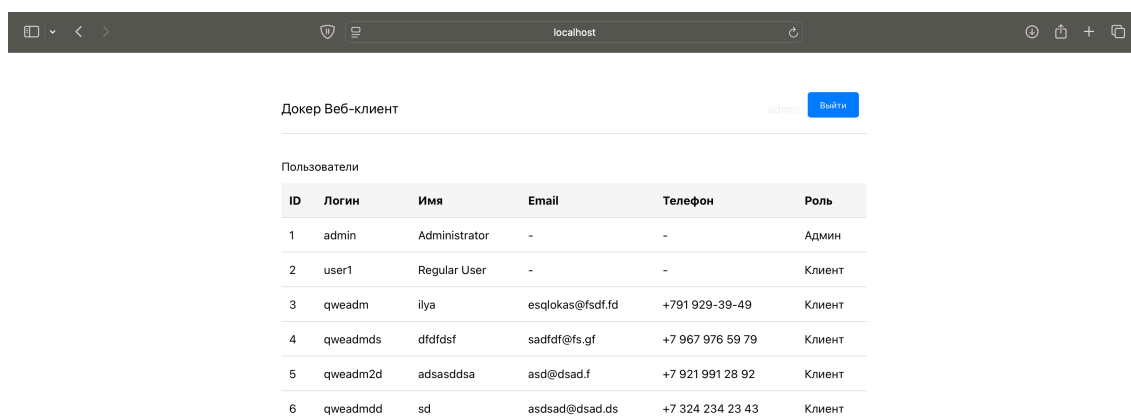 localhost
Докер Веб-клиент admin Выйти
Пользователи
ID Логин Имя Email Телефон Роль
1 admin Administrator - - Админ
2 user1 Regular User - - Клиент
3 qweadm ilya esqlokas@fsdf.fd +791 929-39-49 Клиент
4 qweadmds dfdfdsf sadfdf@fs.gf +7 967 976 59 79 Клиент
5 qweadm2d adsasddsa asd@dsad.f +7 921 991 28 92 Клиент
6 qweadmdd sd asdsad@dsad.ds +7 324 234 23 43 Клиент